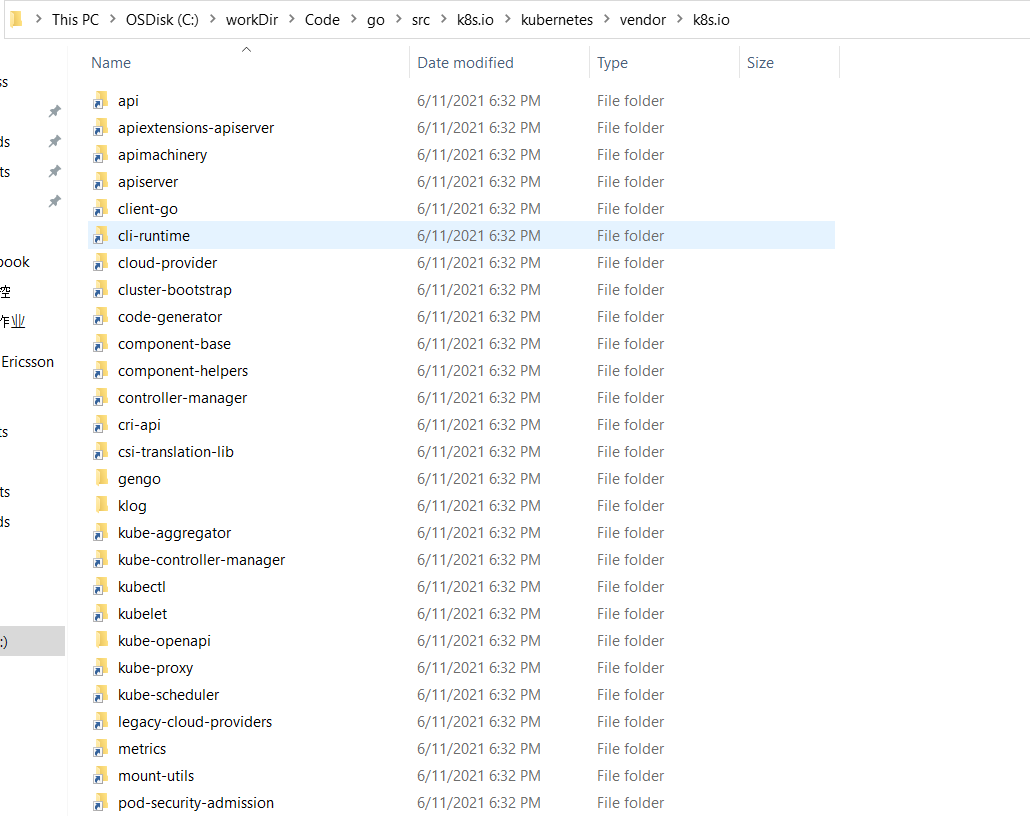 This PC > OSDisk (C:) > workDir > Code > go > src > k8s.io > kubernetes > vendor > k8s.io
Name Date modified Type Size
api 6/11/2021 6:32 PM File folder
apiextensions-apiserver 6/11/2021 6:32 PM File folder
apimachinery 6/11/2021 6:32 PM File folder
apiserver 6/11/2021 6:32 PM File folder
client-go 6/11/2021 6:32 PM File folder
cli-runtime 6/11/2021 6:32 PM File folder
cloud-provider 6/11/2021 6:32 PM File folder
cluster-bootstrap 6/11/2021 6:32 PM File folder
code-generator 6/11/2021 6:32 PM File folder
component-base 6/11/2021 6:32 PM File folder
component-helpers 6/11/2021 6:32 PM File folder
controller-manager 6/11/2021 6:32 PM File folder
cri-api 6/11/2021 6:32 PM File folder
csi-translation-lib 6/11/2021 6:32 PM File folder
gengo 6/11/2021 6:32 PM File folder
klog 6/11/2021 6:32 PM File folder
kube-aggregator 6/11/2021 6:32 PM File folder
kube-controller-manager 6/11/2021 6:32 PM File folder
kubectl 6/11/2021 6:32 PM File folder
kubelet 6/11/2021 6:32 PM File folder
kube-openapi 6/11/2021 6:32 PM File folder
kube-proxy 6/11/2021 6:32 PM File folder
kube-scheduler 6/11/2021 6:32 PM File folder
legacy-cloud-providers 6/11/2021 6:32 PM File folder
metrics 6/11/2021 6:32 PM File folder
mount-utils 6/11/2021 6:32 PM File folder
pod-security-admission 6/11/2021 6:32 PM File folder
ss
ds
ts
book
控
作业
Ericsson
ts
ts
ds
:)